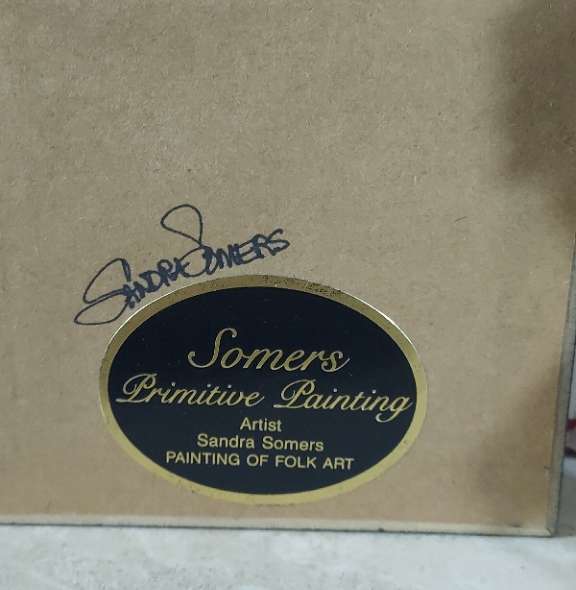 Sandra Somers
Somers
Primitive Painting
Artist
Sandra Somers
PAINTING OF FOLK ART